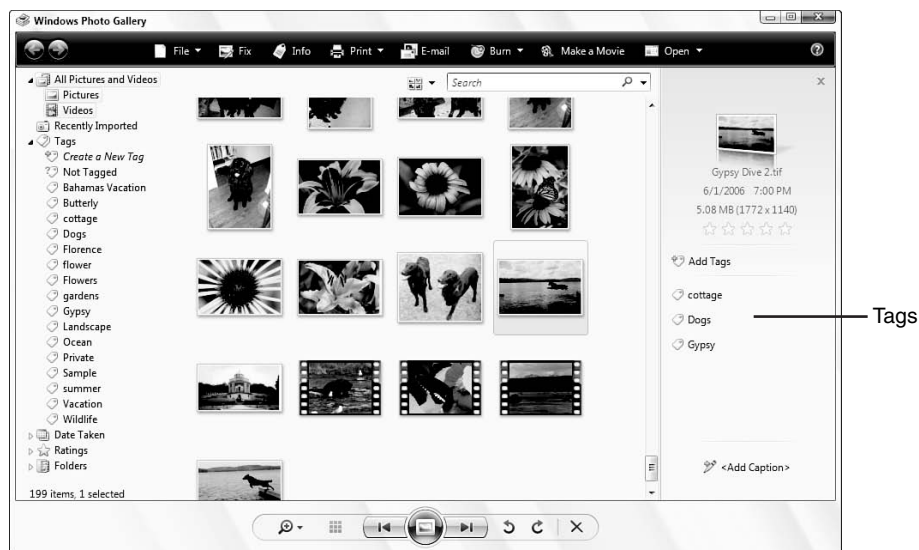 Windows Photo Gallery
File Fix Info Print E-mail Burn Make a Movie Open
All Pictures and Videos
Pictures
Videos
Recently Imported
Tags
Create a New Tag
Not Tagged
Bahamas Vacation
Butterly
cottage
Dogs
Florence
flower
Flowers
gardens
Gypsy
Landscape
Ocean
Private
Sample
summer
Vacation
Wildlife
Date Taken
Ratings
Folders
199 items, 1 selected
Search
Gypsy Dive 2.tif
6/1/2006 7:00 PM
5.08 MB (1772 x 1140)
Add Tags
cottage
Dogs
Gypsy
<Add Caption>
Tags